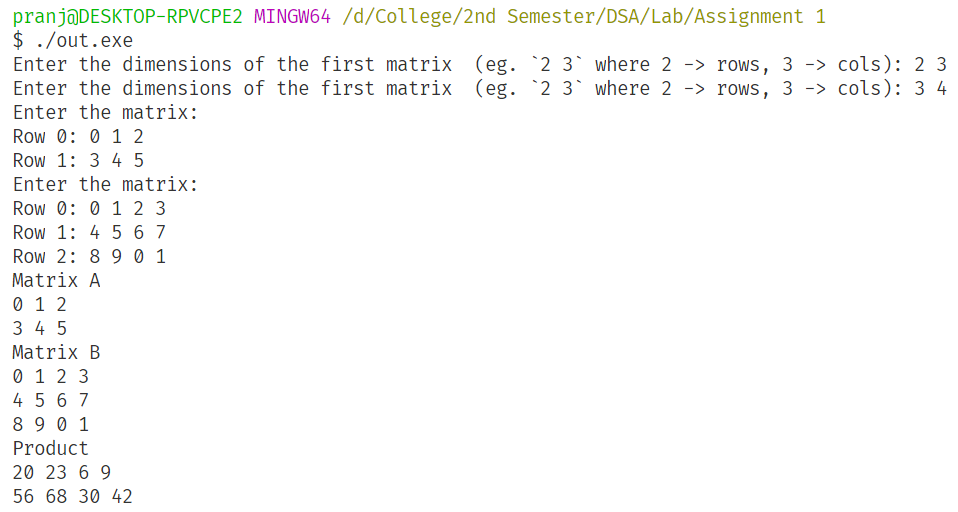 pranj@DESKTOP-RPVCPE2 MINGW64 /d/College/2nd Semester/DSA/Lab/Assignment 1
$ ./out.exe
Enter the dimensions of the first matrix  (eg. `2 3` where 2 -> rows, 3 -> cols): 2 3
Enter the dimensions of the first matrix  (eg. `2 3` where 2 -> rows, 3 -> cols): 3 4
Enter the matrix:
Row 0: 0 1 2
Row 1: 3 4 5
Enter the matrix:
Row 0: 0 1 2 3
Row 1: 4 5 6 7
Row 2: 8 9 0 1
Matrix A
0 1 2
3 4 5
Matrix B
0 1 2 3
4 5 6 7
8 9 0 1
Product
20 23 6 9
56 68 30 42